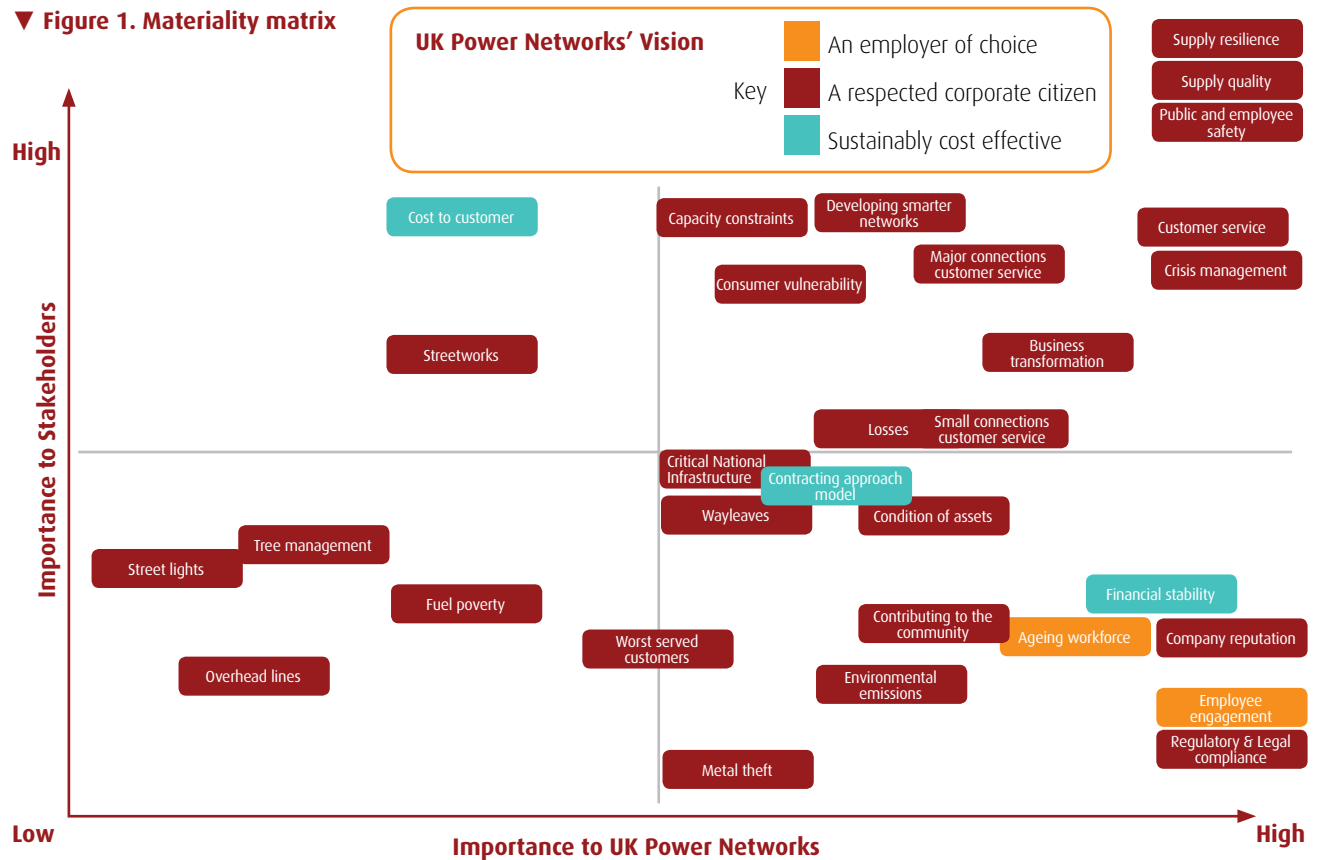 ▼ Figure 1. Materiality matrix
UK Power Networks' Vision
Key
An employer of choice
A respected corporate citizen
Sustainably cost effective
Supply resilience
Supply quality
Public and employee
safety
High
Importance to Stakeholders
Cost to customer
Capacity constraints
Developing smarter
networks
Customer service
Major connections
customer service
Crisis management
Consumer vulnerability
Streetworks
Business
transformation
Losses
Small connections
customer service
Critical National
Infrastructure
Contracting approach
model
Wayleaves
Condition of assets
Tree management
Street lights
Fuel poverty
Financial stability
Contributing to the
community
Ageing workforce
Company reputation
Worst served
customers
Overhead lines
Environmental
emissions
Employee
engagement
Regulatory & Legal
compliance
Metal theft
Low
Importance to UK Power Networks
High